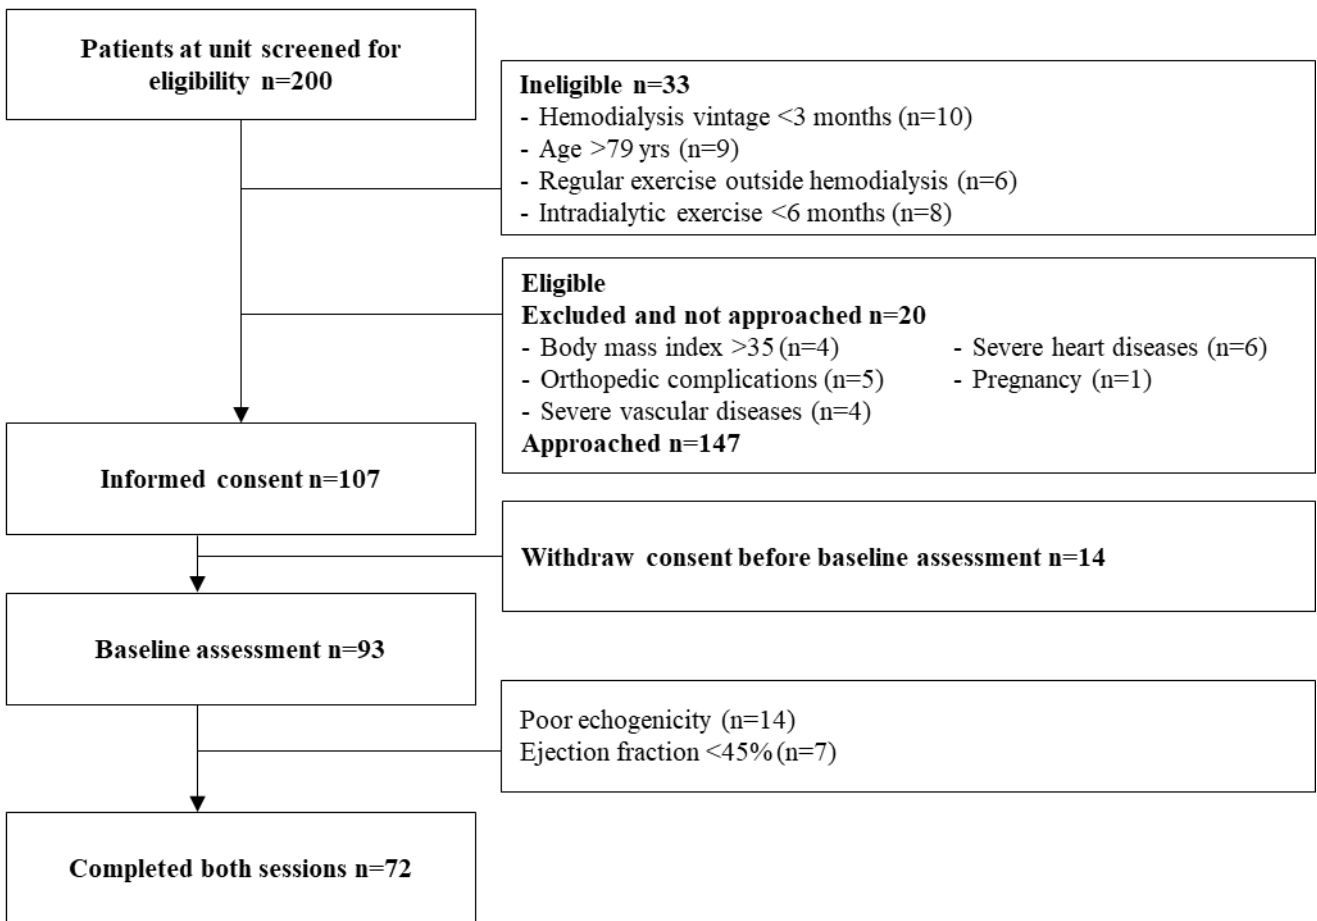 Patients at unit screened for
eligibility n=200
Ineligible n=33
- Hemodialysis vintage <3 months (n=10)
- Age >79 yrs (n=9)
- Regular exercise outside hemodialysis (n=6)
- Intradialytic exercise <6 months (n=8)
Eligible
Excluded and not approached n=20
- Body mass index >35 (n=4) - Severe heart diseases (n=6)
- Orthopedic complications (n=5) - Pregnancy (n=1)
- Severe vascular diseases (n=4)
Approached n=147
Informed consent n=107
Withdraw consent before baseline assessment n=14
Baseline assessment n=93
Poor echogenicity (n=14)
Ejection fraction <45% (n=7)
Completed both sessions n=72